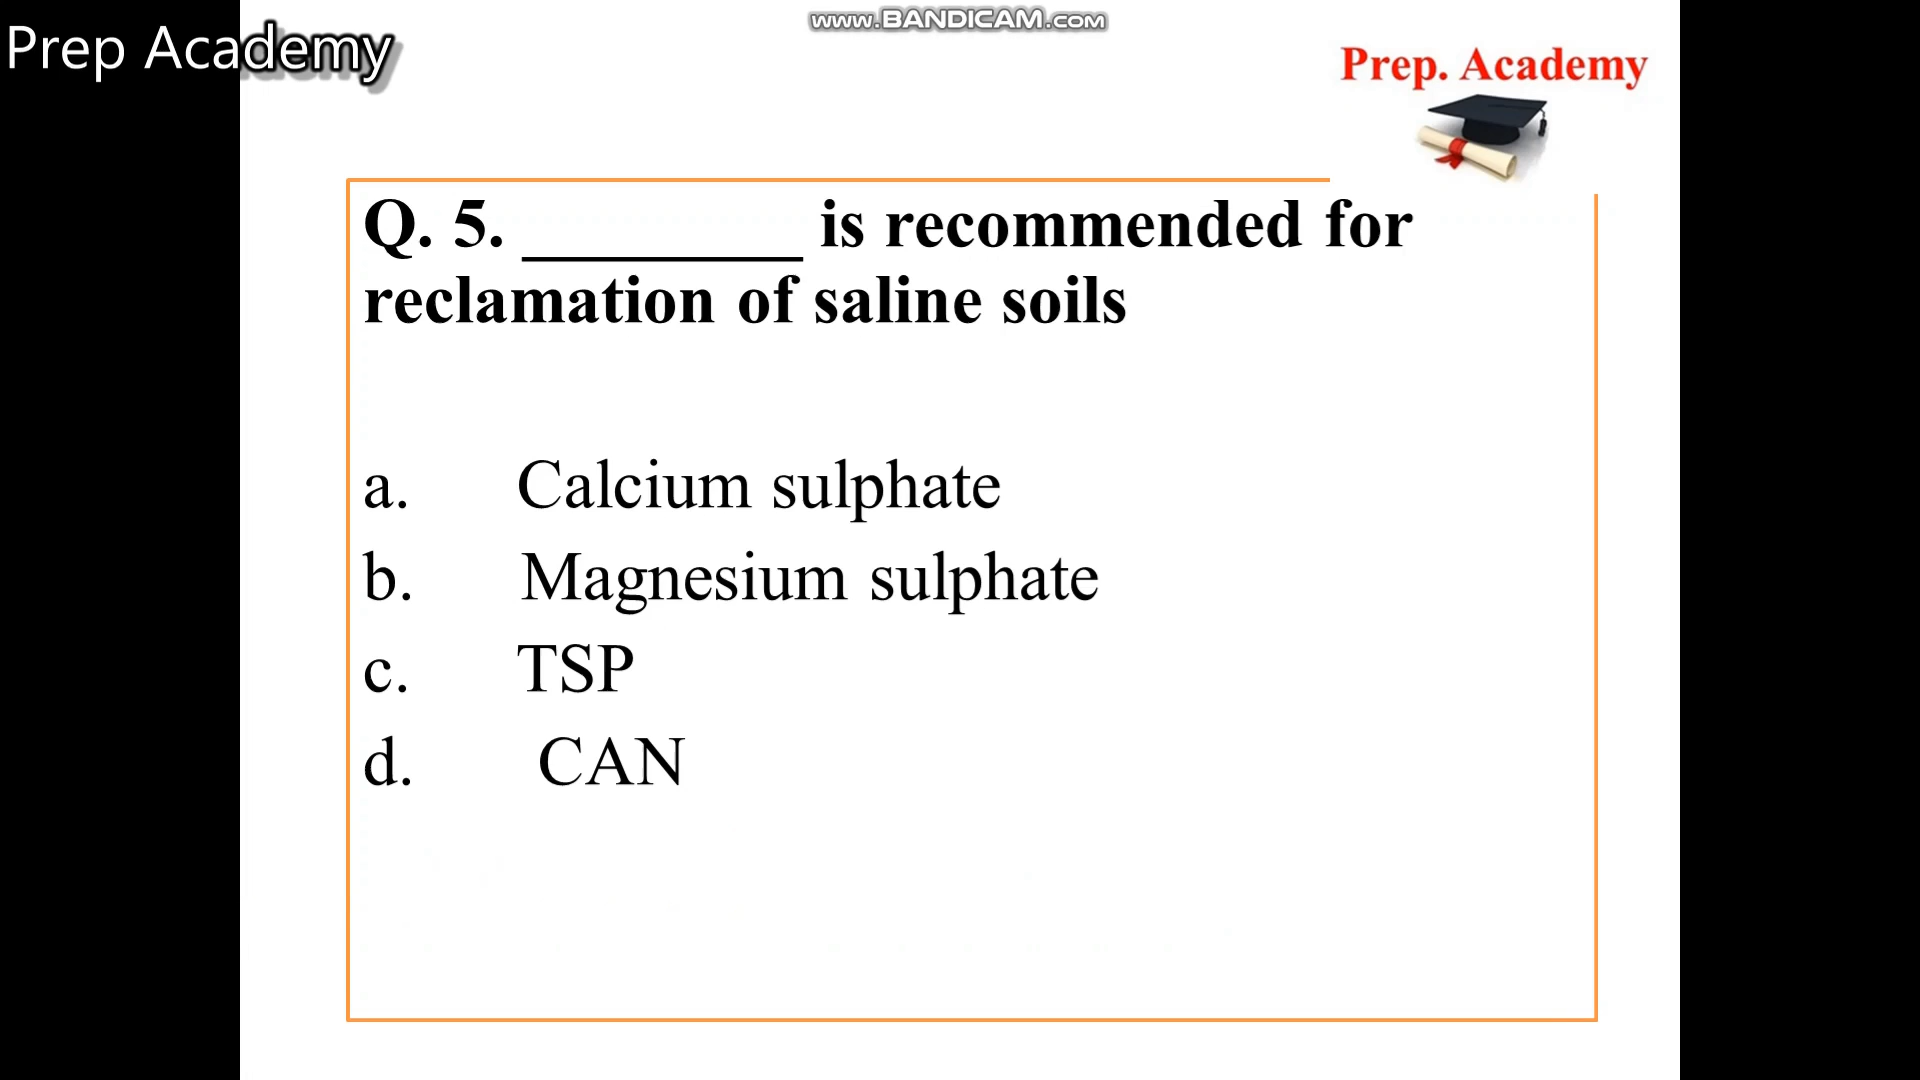 www.BANDICAM.com
Prep Academy
Prep. Academy
Q. 5. ________ is recommended for
reclamation of saline soils
a. Calcium sulphate
b. Magnesium sulphate
c. TSP
d. CAN